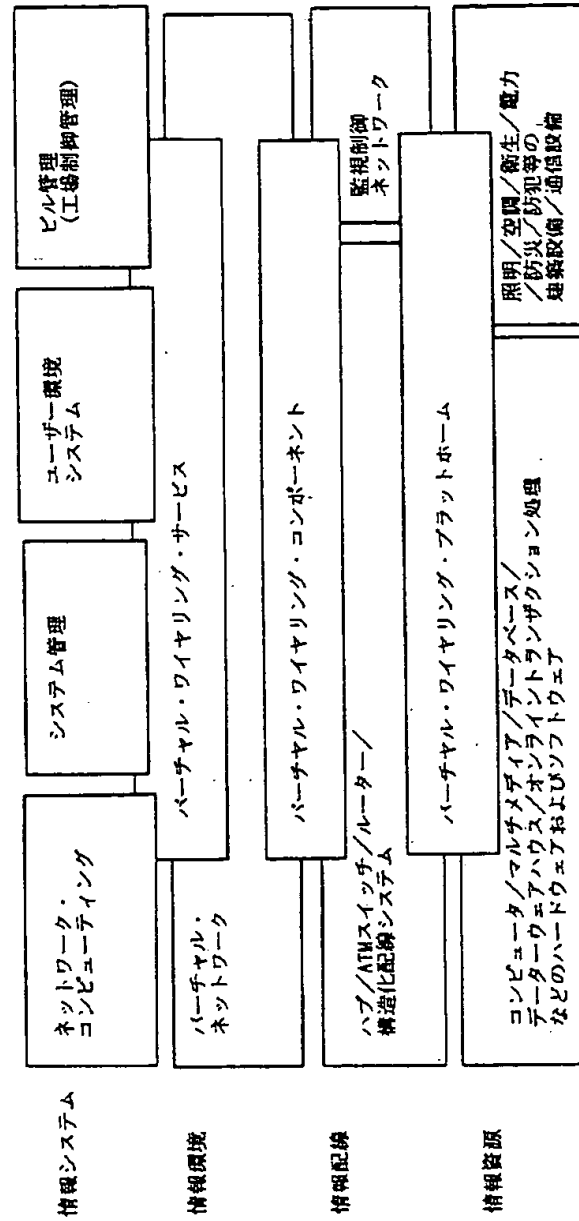 情報システム
ネットワーク・
コンピューティング
システム管理
ユーザー環境
システム
ビル管理
(工場制御管理)
情報環境
バーチャル・
ネットワーク
バーチャル・ワイヤリング・サービス
情報配線
ハブ/ATMスイッチ/ルーター/
構造化配線システム
バーチャル・ワイヤリング・コンポーネント
監視制御
ネットワーク
情報資源
コンピュータ/マルチメディア/データベース/
データーウェアハウス/オンライントランザクション処理
などのハードウェアおよびソフトウェア
バーチャル・ワイヤリング・プラットホーム
照明/空調/衛生/電力
/防災/防犯等の
建築設備/通信設備